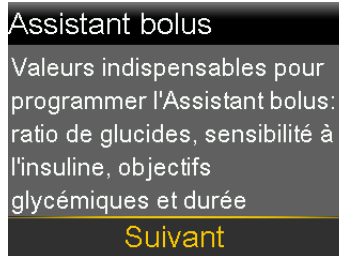 Assistant bolus
Valeurs indispensables pour
programmer l'Assistant bolus:
ratio de glucides, sensibilité à
l'insuline, objectifs
glycémiques et durée
Suivant